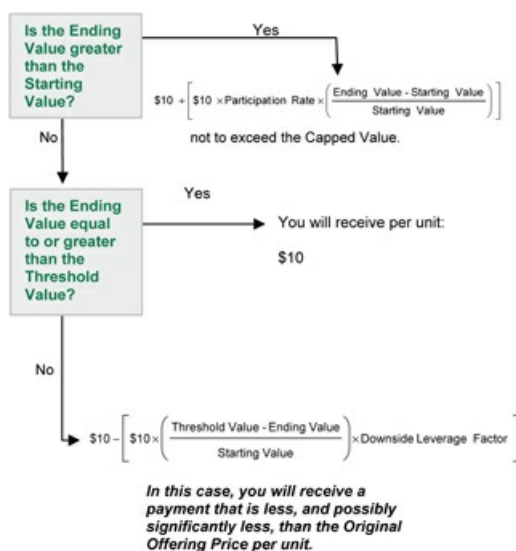 Is the Ending
Value greater
than the
Starting
Value?
Yes
$10 + [$10 × Participation Rate × (Ending Value - Starting Value / Starting Value)]
not to exceed the Capped Value.
No
Is the Ending
Value equal
to or greater
than the
Threshold
Value?
Yes
You will receive per unit:
$10
No
$10 – [$10 × (Threshold Value - Ending Value / Starting Value) × Downside Leverage Factor]
In this case, you will receive a
payment that is less, and possibly
significantly less, than the Original
Offering Price per unit.